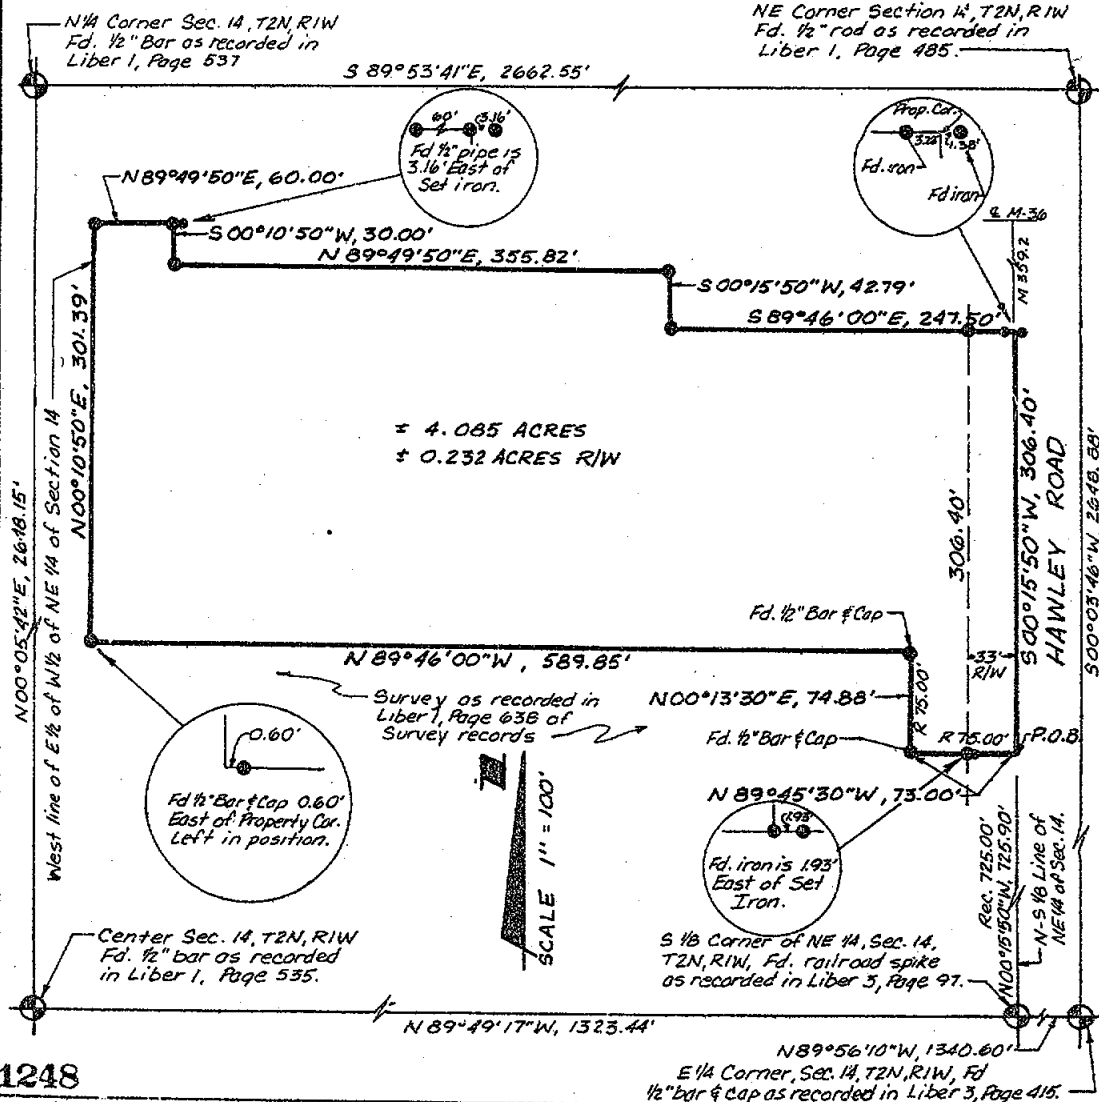 N¼ Corner Sec. 14, T2N, R1W
Fd. ½" Bar as recorded in
Liber 1, Page 537
NE Corner Section 14, T2N, R1W
Fd. ½" rod as recorded in
Liber 1, Page 485.
S 89°53'41"E, 2662.55'
60' 3.16'
Fd ½" pipe is
3.16' East of
Set iron.
Prop. Cor.
3.25' 4.38'
Fd. iron
Fd iron
N89°49'50"E, 60.00'
S 00°10'50"W, 30.00'
N 89°49'50"E, 355.82'
S 00°15'50"W, 42.79'
S 89°46'00"E, 247.50'
℄ M-36
M 359.2
N00°10'50"E, 301.39'
West line of E½ of W½ of NE ¼ of Section 14
N00°05'42"E, 2648.15'
± 4.085 ACRES
± 0.232 ACRES R/W
306.40'
S 00°15'50"W, 306.40'
HAWLEY ROAD
S00°03'46"W 2648.88'
Fd. ½" Bar & Cap
N 89°46'00"W, 589.85'
33'
R/W
Survey as recorded in
Liber 1, Page 638 of
Survey records
N00°13'30"E, 74.88'
R 75.00'
Fd. ½" Bar & Cap
R 75.00'
P.O.B.
N 89°45'30"W, 73.00'
0.60'
Fd ½" Bar & Cap 0.60'
East of Property Cor.
Left in position.
SCALE 1" = 100'
1.93'
Fd. iron is 1.93'
East of Set
Iron.
Rec. 725.00'
N00°15'50"W, 725.90'
N-S ⅛ Line of
NE¼ of Sec. 14.
Center Sec. 14, T2N, R1W
Fd. ½" bar as recorded
in Liber 1, Page 535.
S ⅛ Corner of NE ¼, Sec. 14,
T2N, R1W, Fd. railroad spike
as recorded in Liber 3, Page 97.
N 89°49'17"W, 1323.44'
N89°56'10"W, 1340.60'
E ¼ Corner, Sec. 14, T2N, R1W, Fd
½" bar & cap as recorded in Liber 3, Page 415.
1248